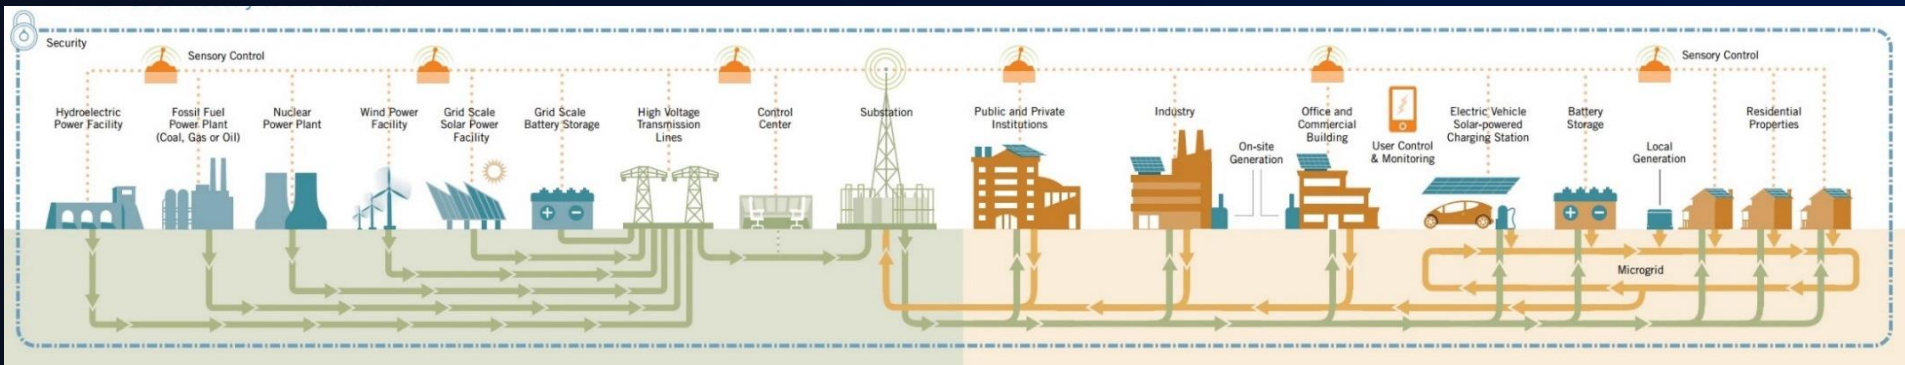 Security
Sensory Control
Sensory Control
Hydroelectric
Power Facility
Fossil Fuel
Power Plant
(Coal, Gas or Oil)
Nuclear
Power Plant
Wind Power
Facility
Grid Scale
Solar Power
Facility
Grid Scale
Battery Storage
High Voltage
Transmission
Lines
Control
Center
Substation
Public and Private
Institutions
Industry
On-site
Generation
Office and
Commercial
Building
User Control
& Monitoring
Electric Vehicle
Solar-powered
Charging Station
Battery
Storage
Local
Generation
Residential
Properties
Microgrid